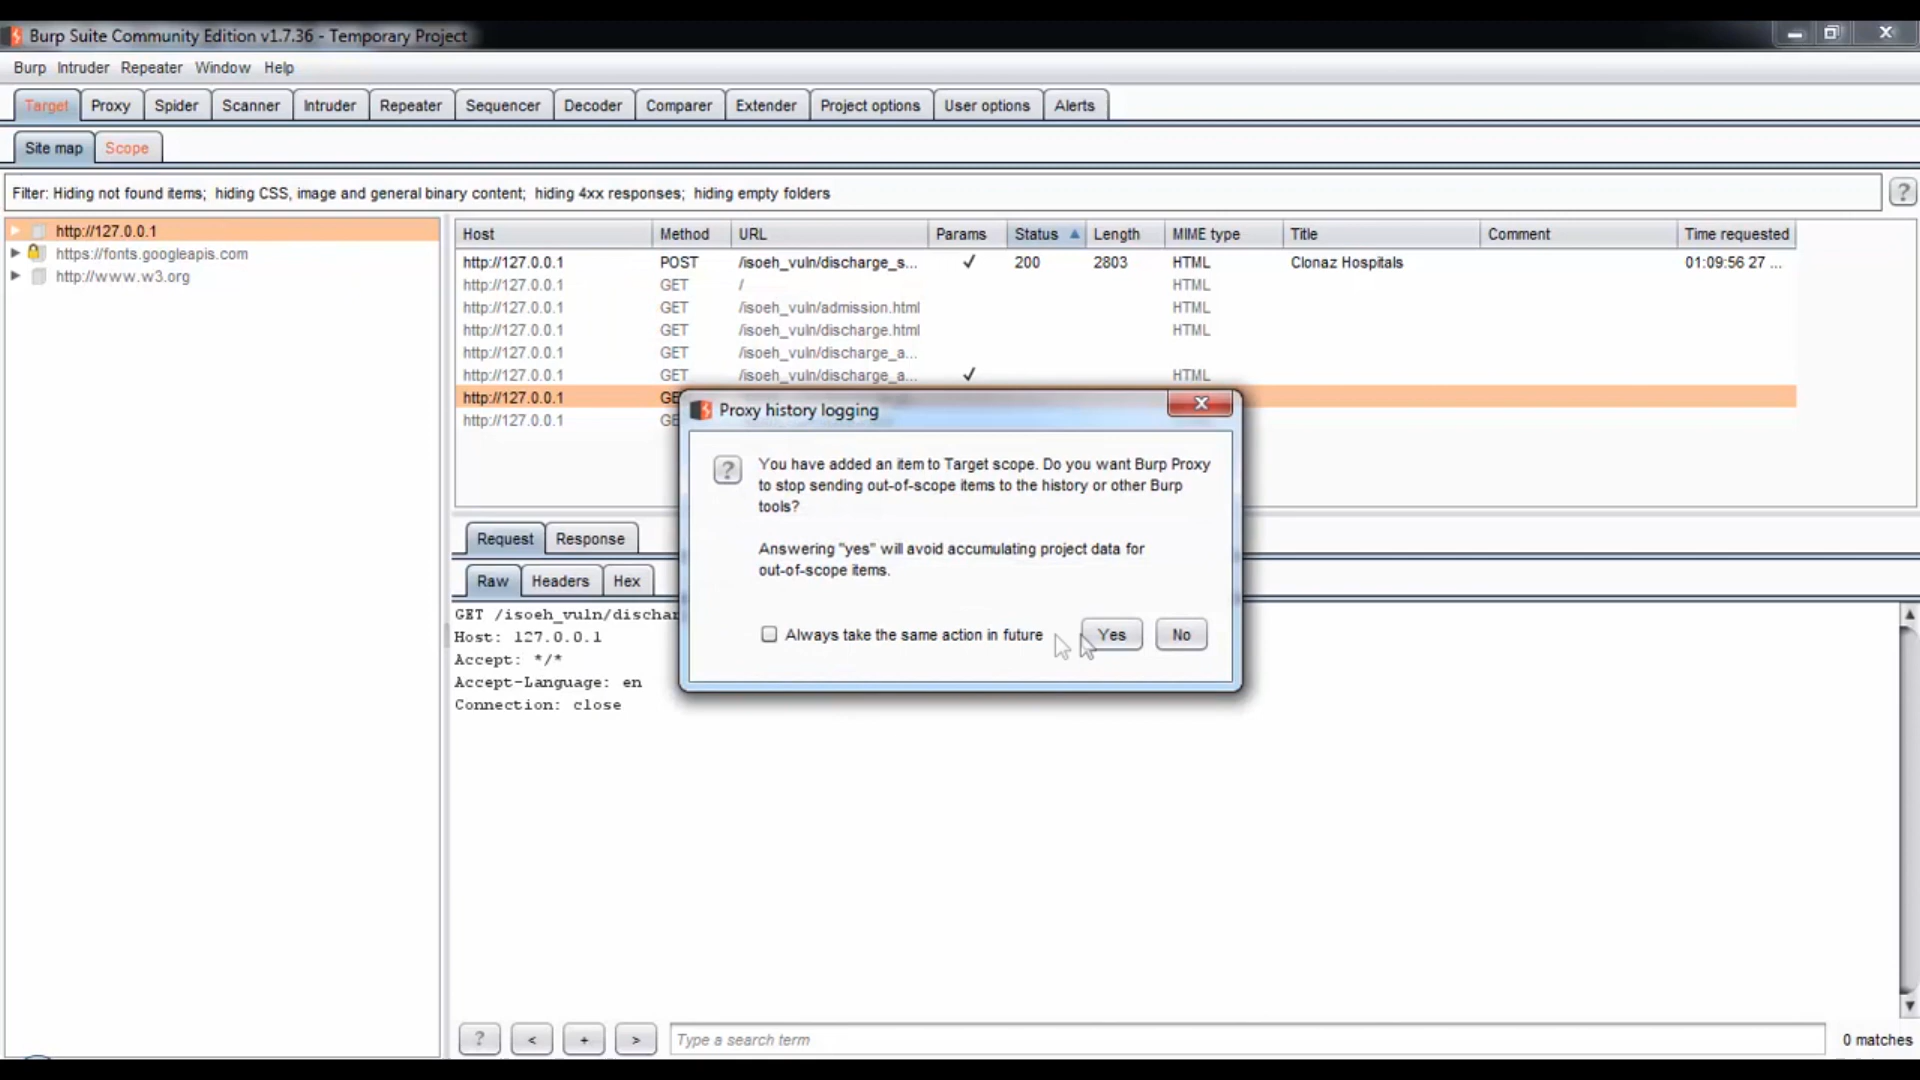 Burp Suite Community Edition v1.7.36 - Temporary Project
Burp Intruder Repeater Window Help
Target Proxy Spider Scanner Intruder Repeater Sequencer Decoder Comparer Extender Project options User options Alerts
Site map Scope
Filter: Hiding not found items; hiding CSS, image and general binary content; hiding 4xx responses; hiding empty folders ?
http://127.0.0.1
https://fonts.googleapis.com
http://www.w3.org
Host Method URL Params Status Length MIME type Title Comment Time requested
http://127.0.0.1 POST /isoeh_vuln/discharge_s... ✓ 200 2803 HTML Clonaz Hospitals 01:09:56 27 ...
http://127.0.0.1 GET / HTML
http://127.0.0.1 GET /isoeh_vuln/admission.html HTML
http://127.0.0.1 GET /isoeh_vuln/discharge.html HTML
http://127.0.0.1 GET /isoeh_vuln/discharge_a...
http://127.0.0.1 GET /isoeh_vuln/discharge_a... ✓ HTML
http://127.0.0.1 GE
http://127.0.0.1 GE
Proxy history logging
? You have added an item to Target scope. Do you want Burp Proxy
to stop sending out-of-scope items to the history or other Burp
tools?
Answering "yes" will avoid accumulating project data for
out-of-scope items.
Always take the same action in future Yes No
Request Response
Raw Headers Hex
GET /isoeh_vuln/dischar
Host: 127.0.0.1
Accept: */*
Accept-Language: en
Connection: close
? < + > Type a search term 0 matches